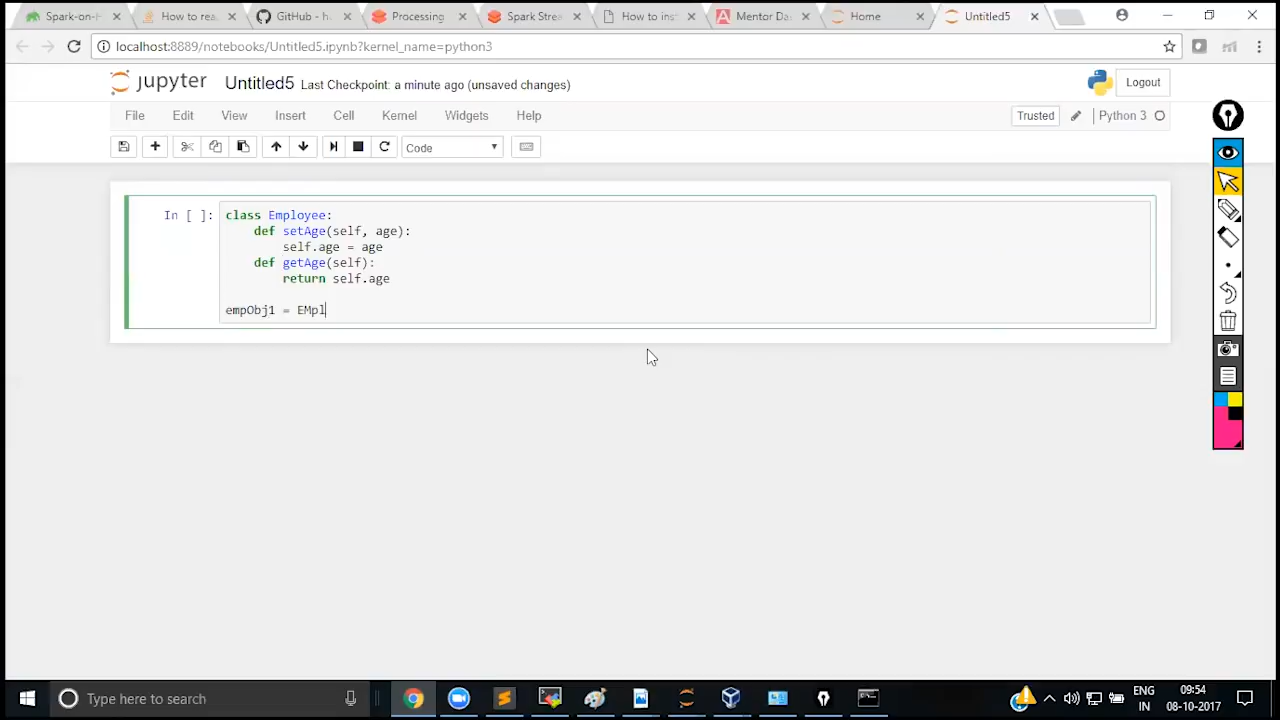 Spark-on-H
How to rea
GitHub - h
Processing
Spark Strea
How to inst
Mentor Das
Home
Untitled5
localhost:8889/notebooks/Untitled5.ipynb?kernel_name=python3
jupyter Untitled5 Last Checkpoint: a minute ago (unsaved changes)
Logout
File Edit View Insert Cell Kernel Widgets Help
Trusted
Python 3
Code
In [ ]:
class Employee:
def setAge(self, age):
self.age = age
def getAge(self):
return self.age
empObj1 = EMpl
Type here to search
ENG
IN
09:54
08-10-2017